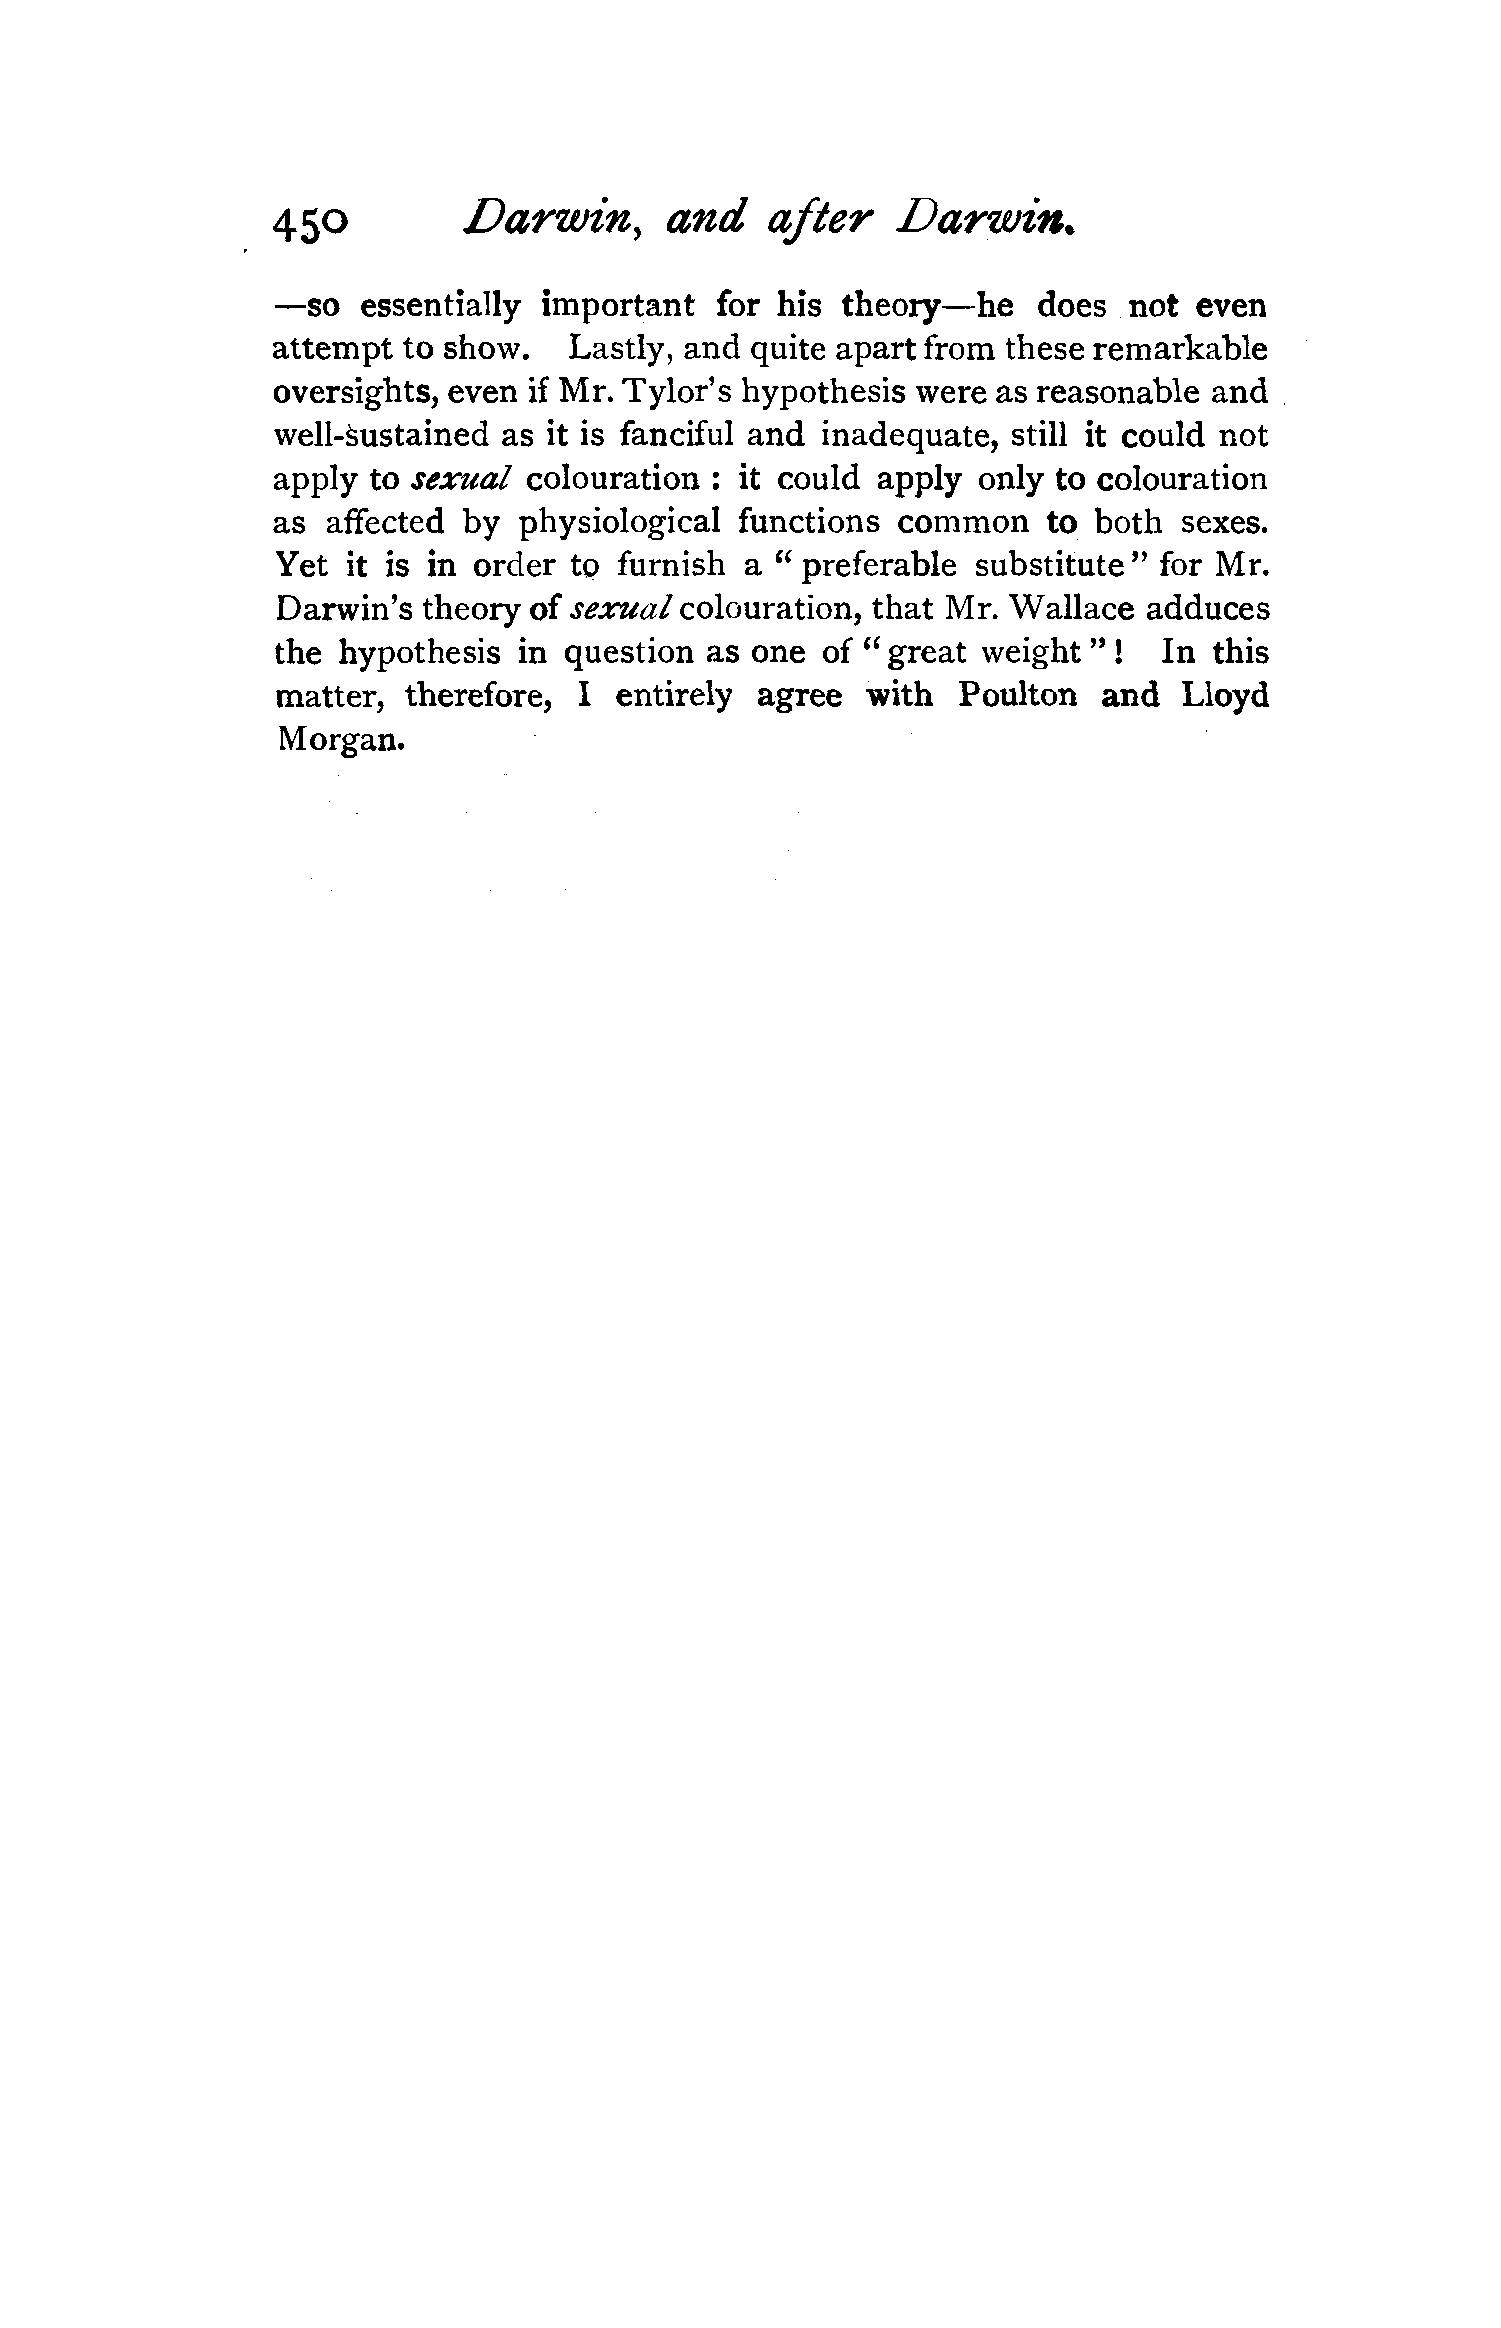 450 Darwin, and after Darwin.
—so essentially important for his theory—he does not even
attempt to show. Lastly, and quite apart from these remarkable
oversights, even if Mr. Tylor's hypothesis were as reasonable and
well-sustained as it is fanciful and inadequate, still it could not
apply to sexual colouration : it could apply only to colouration
as affected by physiological functions common to both sexes.
Yet it is in order to furnish a " preferable substitute" for Mr.
Darwin's theory of sexual colouration, that Mr. Wallace adduces
the hypothesis in question as one of "great weight"! In this
matter, therefore, I entirely agree with Poulton and Lloyd
Morgan.